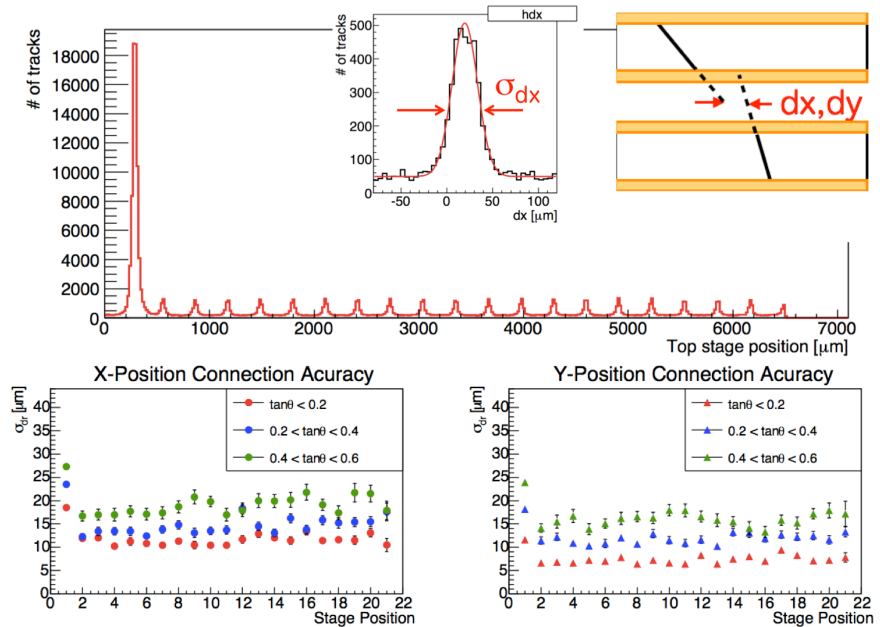 # of tracks
18000
16000
14000
12000
10000
8000
6000
4000
2000
0
0 1000 2000 3000 4000 5000 6000 7000
Top stage position [μm]
hdx
# of tracks
500
400
300
200
100
0
-50 0 50 100
dx [μm]
σdx
dx,dy
X-Position Connection Acuracy
σdr [μm]
40
35
30
25
20
15
10
5
0
0 2 4 6 8 10 12 14 16 18 20 22
Stage Position
tanθ < 0.2
0.2 < tanθ < 0.4
0.4 < tanθ < 0.6
Y-Position Connection Acuracy
σdr [μm]
40
35
30
25
20
15
10
5
0
0 2 4 6 8 10 12 14 16 18 20 22
Stage Position
tanθ < 0.2
0.2 < tanθ < 0.4
0.4 < tanθ < 0.6